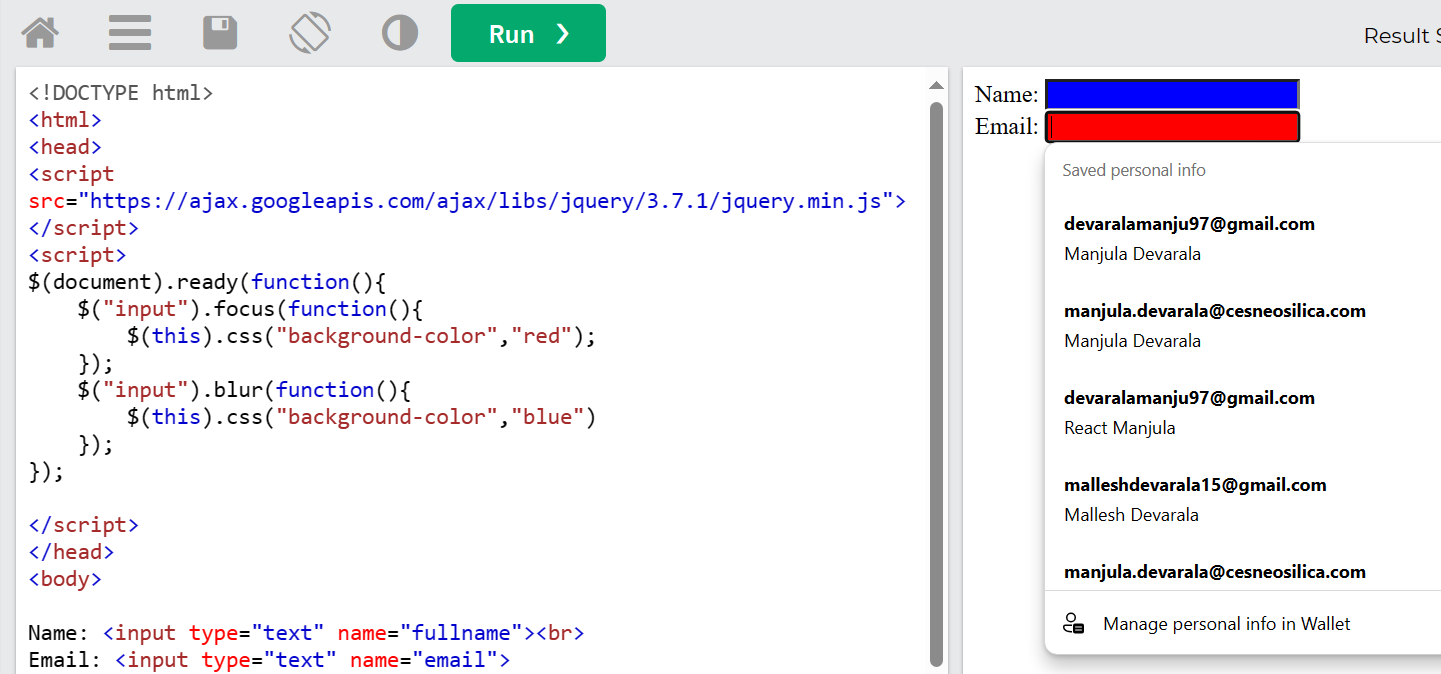 Run ❯
Result S
<!DOCTYPE html>
<html>
<head>
<script
src="https://ajax.googleapis.com/ajax/libs/jquery/3.7.1/jquery.min.js">
</script>
<script>
$(document).ready(function(){
    $("input").focus(function(){
        $(this).css("background-color","red");
    });
    $("input").blur(function(){
        $(this).css("background-color","blue")
    });
});
</script>
</head>
<body>
Name: <input type="text" name="fullname"><br>
Email: <input type="text" name="email">
Name:
Email:
Saved personal info
devaralamanju97@gmail.com
Manjula Devarala
manjula.devarala@cesneosilica.com
Manjula Devarala
devaralamanju97@gmail.com
React Manjula
malleshdevarala15@gmail.com
Mallesh Devarala
manjula.devarala@cesneosilica.com
Manage personal info in Wallet